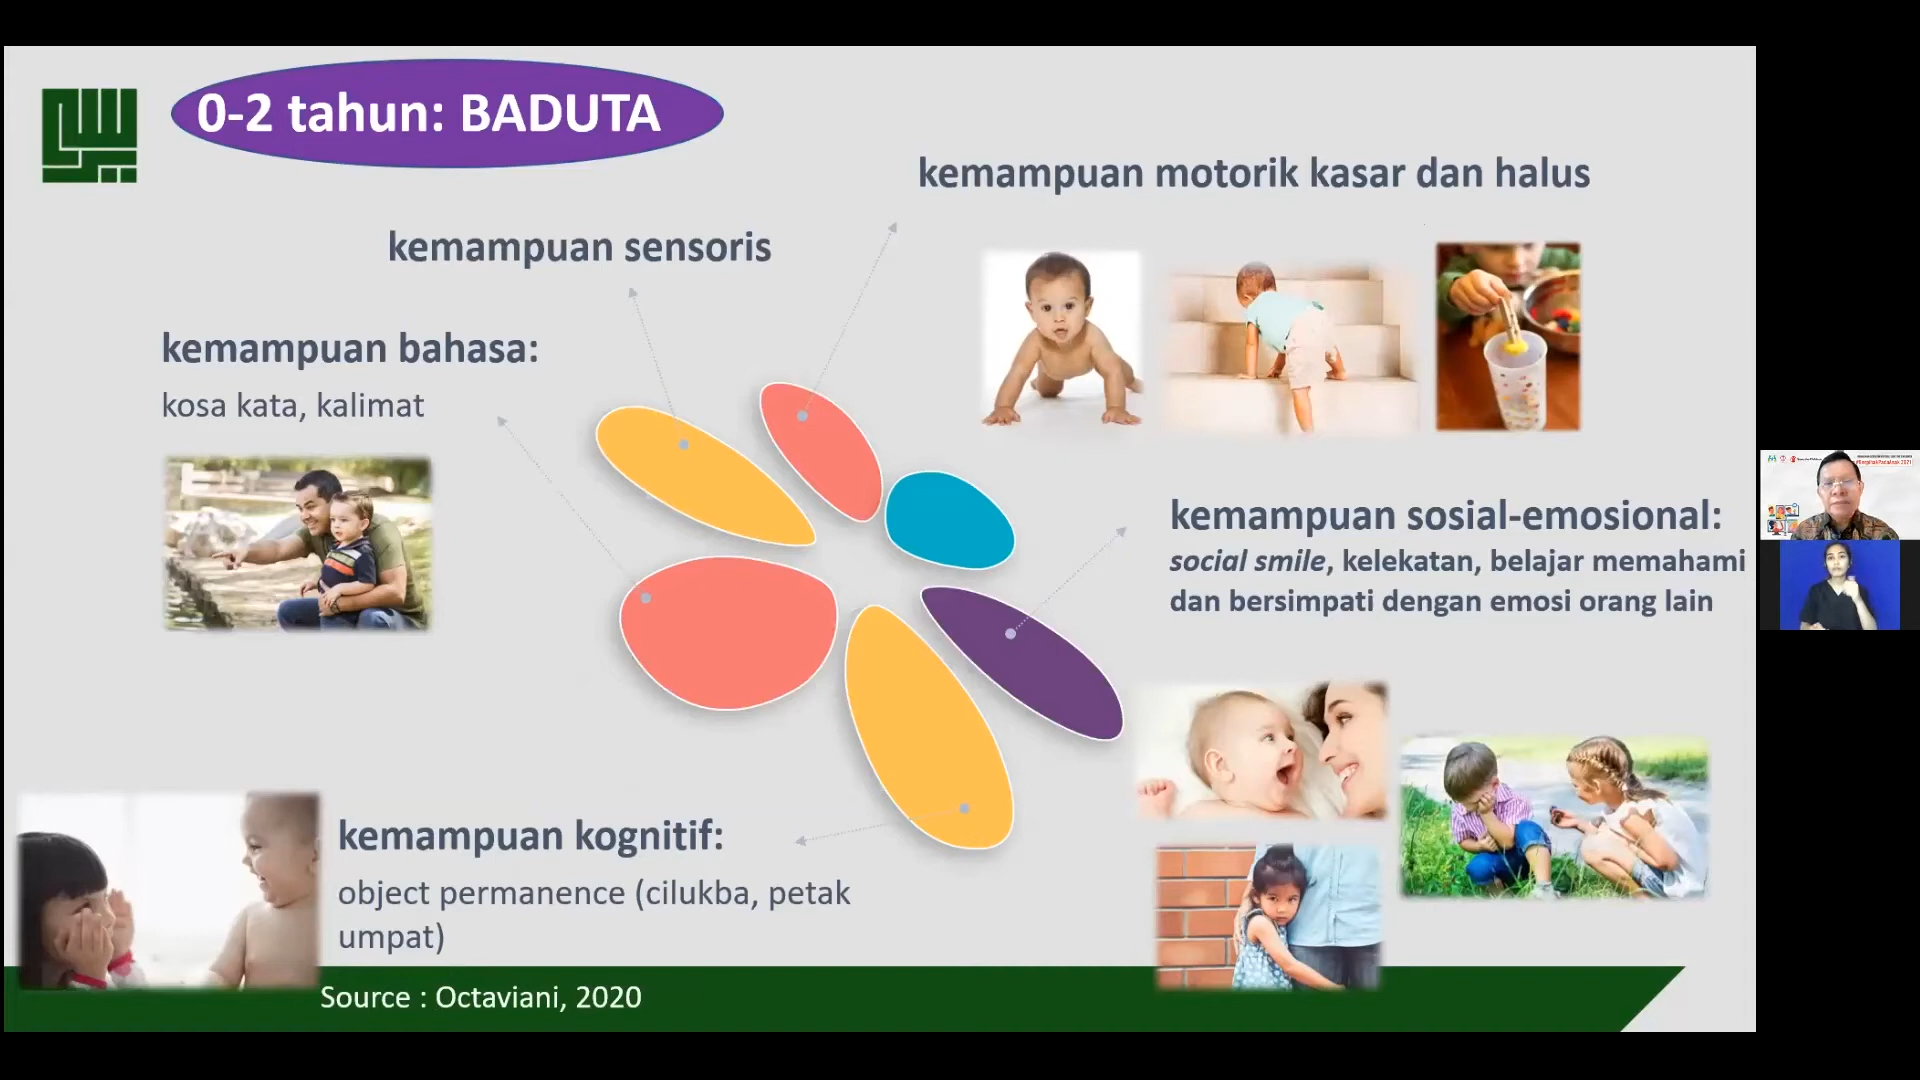 0-2 tahun: BADUTA
kemampuan motorik kasar dan halus
kemampuan sensoris
kemampuan bahasa:
kosa kata, kalimat
kemampuan sosial-emosional:
social smile, kelekatan, belajar memahami
dan bersimpati dengan emosi orang lain
kemampuan kognitif:
object permanence (cilukba, petak
umpat)
Source : Octaviani, 2020